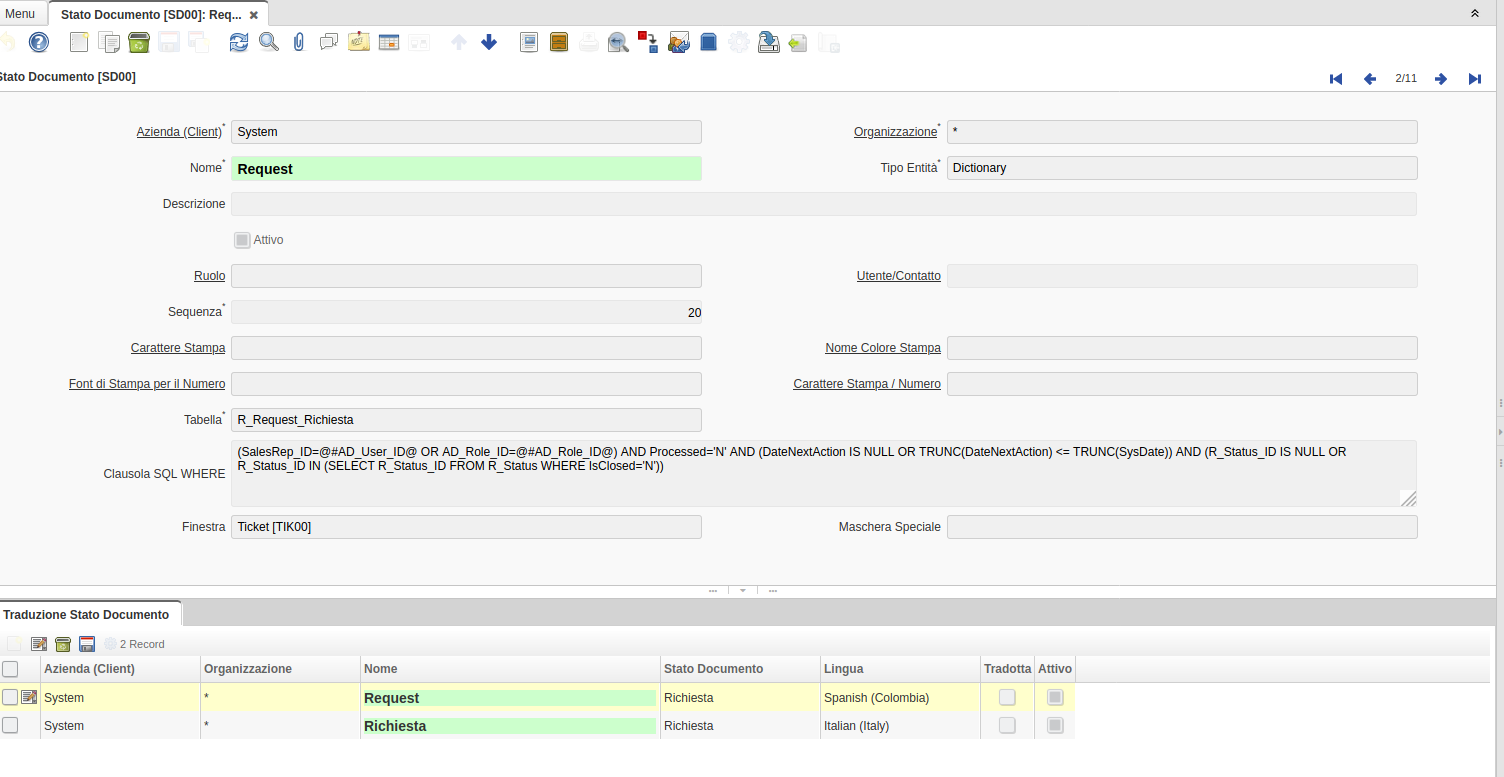 Menu
Stato Documento [SD00]: Req...
Stato Documento [SD00]
2/11
Azienda (Client)* System
Organizzazione* *
Nome* Request
Tipo Entità* Dictionary
Descrizione
Attivo
Ruolo
Utente/Contatto
Sequenza* 20
Carattere Stampa
Nome Colore Stampa
Font di Stampa per il Numero
Carattere Stampa / Numero
Tabella* R_Request_Richiesta
Clausola SQL WHERE
(SalesRep_ID=@#AD_User_ID@ OR AD_Role_ID=@#AD_Role_ID@) AND Processed='N' AND (DateNextAction IS NULL OR TRUNC(DateNextAction) <= TRUNC(SysDate)) AND (R_Status_ID IS NULL OR
R_Status_ID IN (SELECT R_Status_ID FROM R_Status WHERE IsClosed='N'))
Finestra Ticket [TIK00]
Maschera Speciale
Traduzione Stato Documento
2 Record
Azienda (Client) Organizzazione Nome Stato Documento Lingua Tradotta Attivo
System * Request Richiesta Spanish (Colombia)
System * Richiesta Richiesta Italian (Italy)